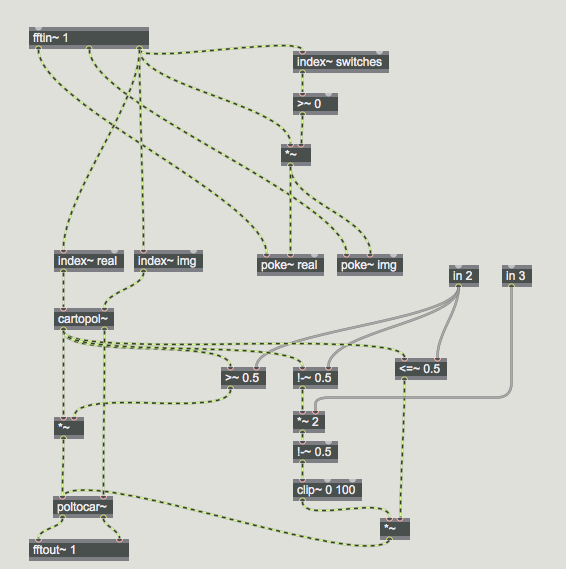 fftin~ 1
index~ switches
>~ 0
*~
index~ real
index~ img
poke~ real
poke~ img
in 2
in 3
cartopol~
>~ 0.5
!-~ 0.5
<=~ 0.5
*~ 2
*~
!-~ 0.5
clip~ 0 100
poltocar~
*~
fftout~ 1